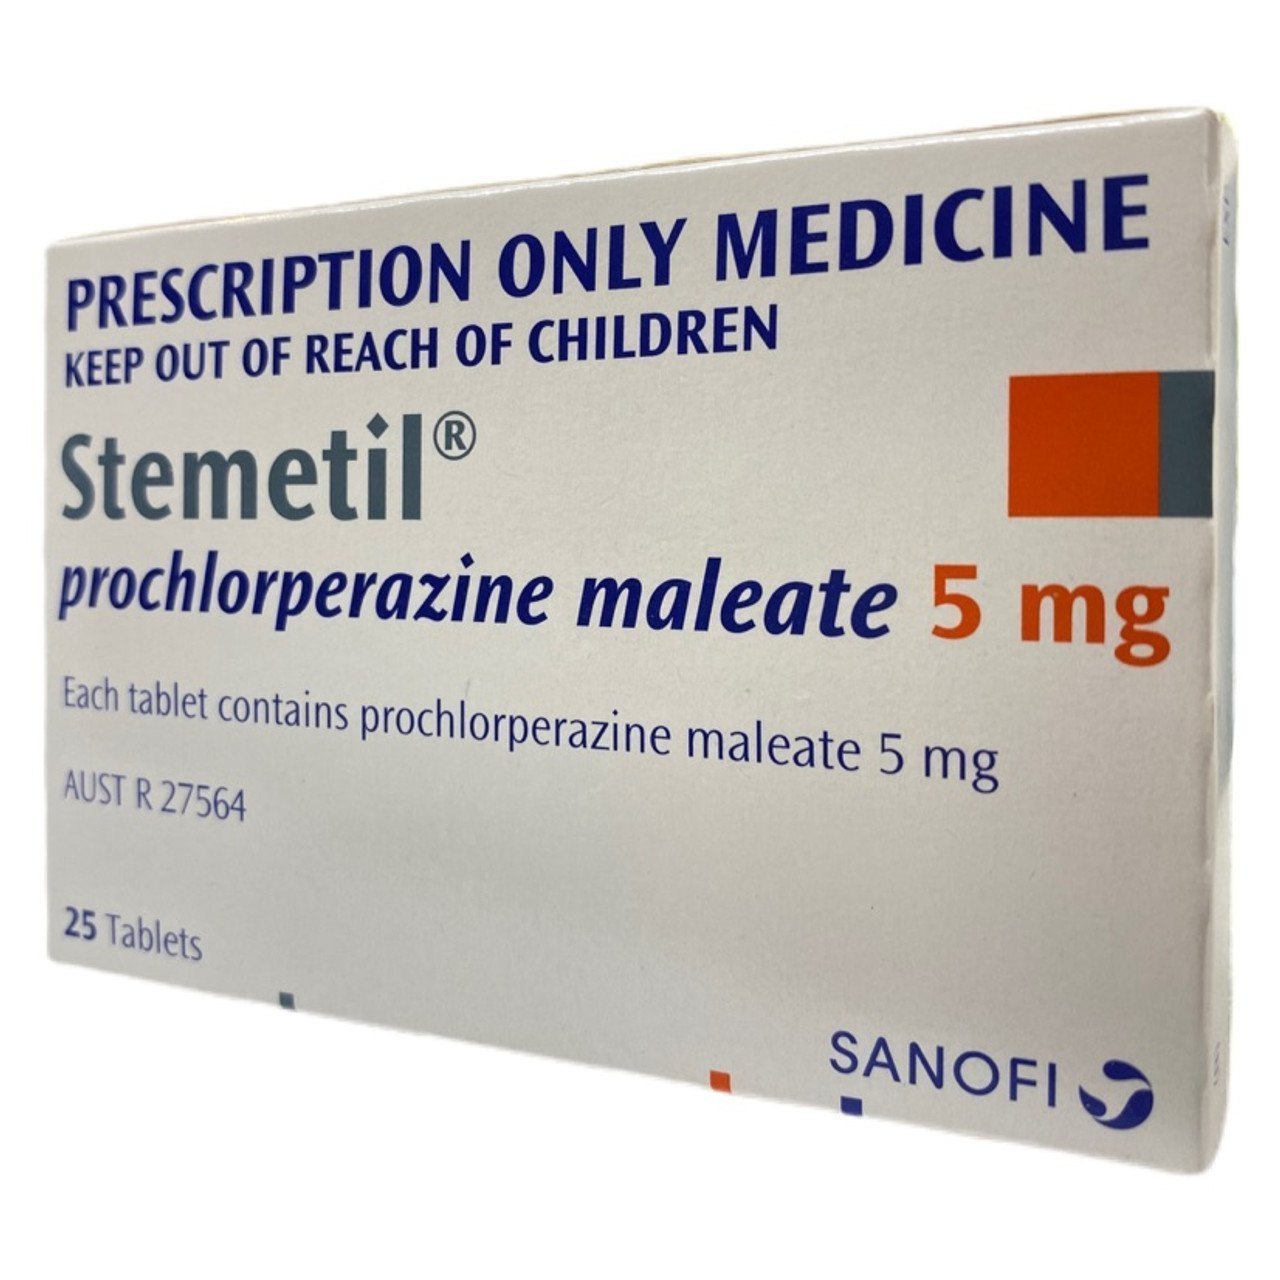 PRESCRIPTION ONLY MEDICINE
KEEP OUT OF REACH OF CHILDREN
Stemetil®
prochlorperazine maleate 5 mg
Each tablet contains prochlorperazine maleate 5 mg
AUST R 27564
25 Tablets
SANOFI